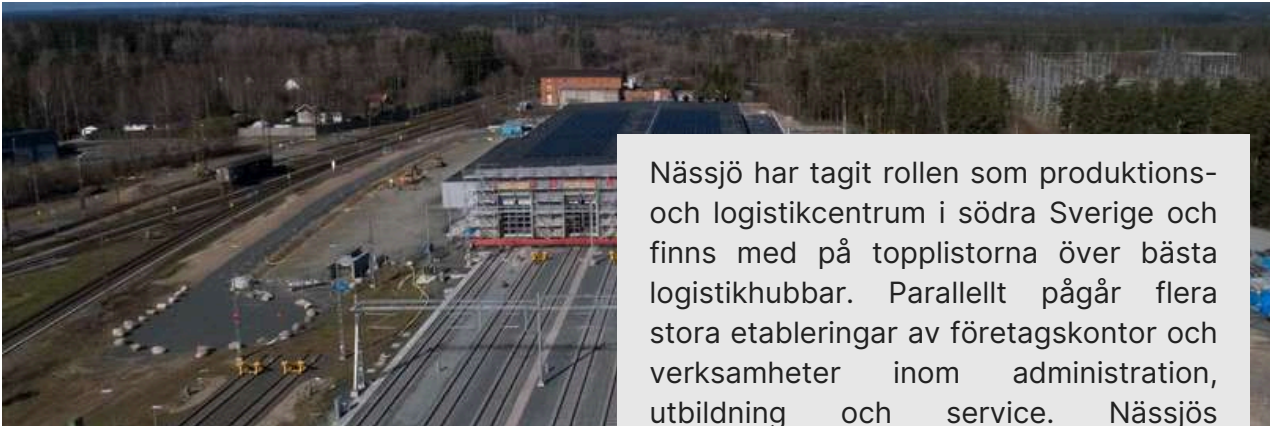 Nässjö har tagit rollen som produktions-
och logistikcentrum i södra Sverige och
finns med på topplistorna över bästa
logistikhubbar. Parallellt pågår flera
stora etableringar av företagskontor och
verksamheter inom administration,
utbildning och service. Nässjös